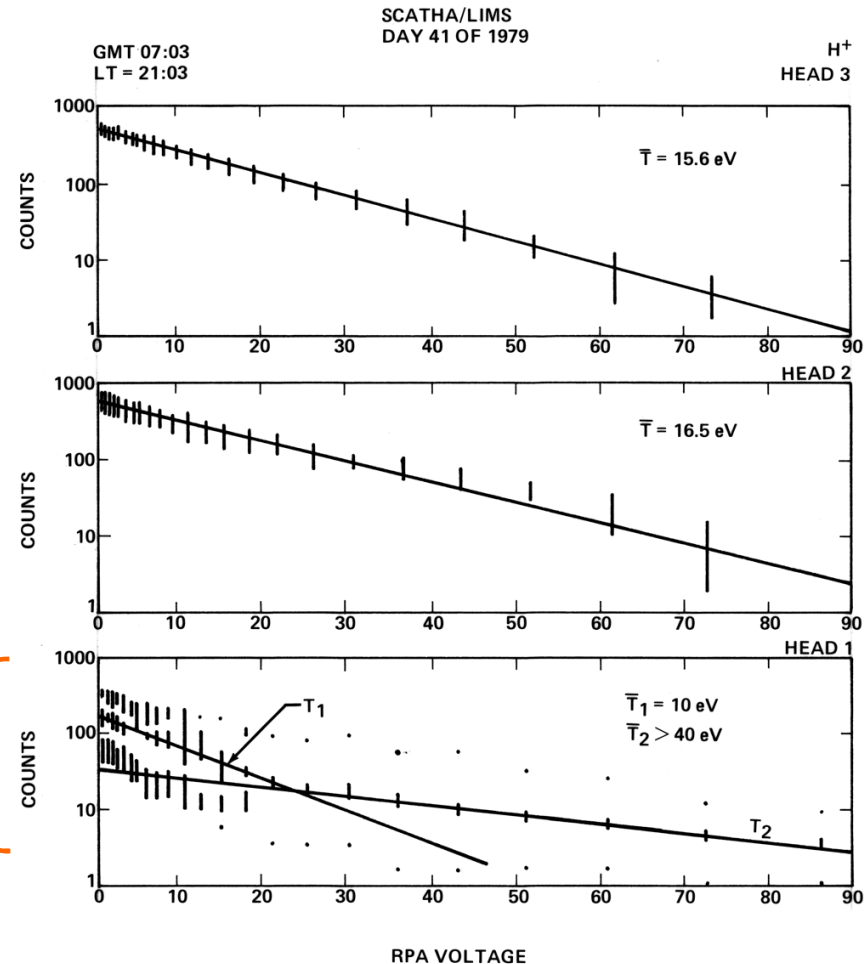 SCATHA/LIMS
DAY 41 OF 1979
GMT 07:03
LT = 21:03
H+
HEAD 3
1000
100
10
1
COUNTS
T̅ = 15.6 eV
0 10 20 30 40 50 60 70 80 90
HEAD 2
1000
100
10
1
COUNTS
T̅ = 16.5 eV
0 10 20 30 40 50 60 70 80 90
HEAD 1
1000
100
10
1
COUNTS
T1
T̅1 = 10 eV
T̅2 > 40 eV
T2
0 10 20 30 40 50 60 70 80 90
RPA VOLTAGE